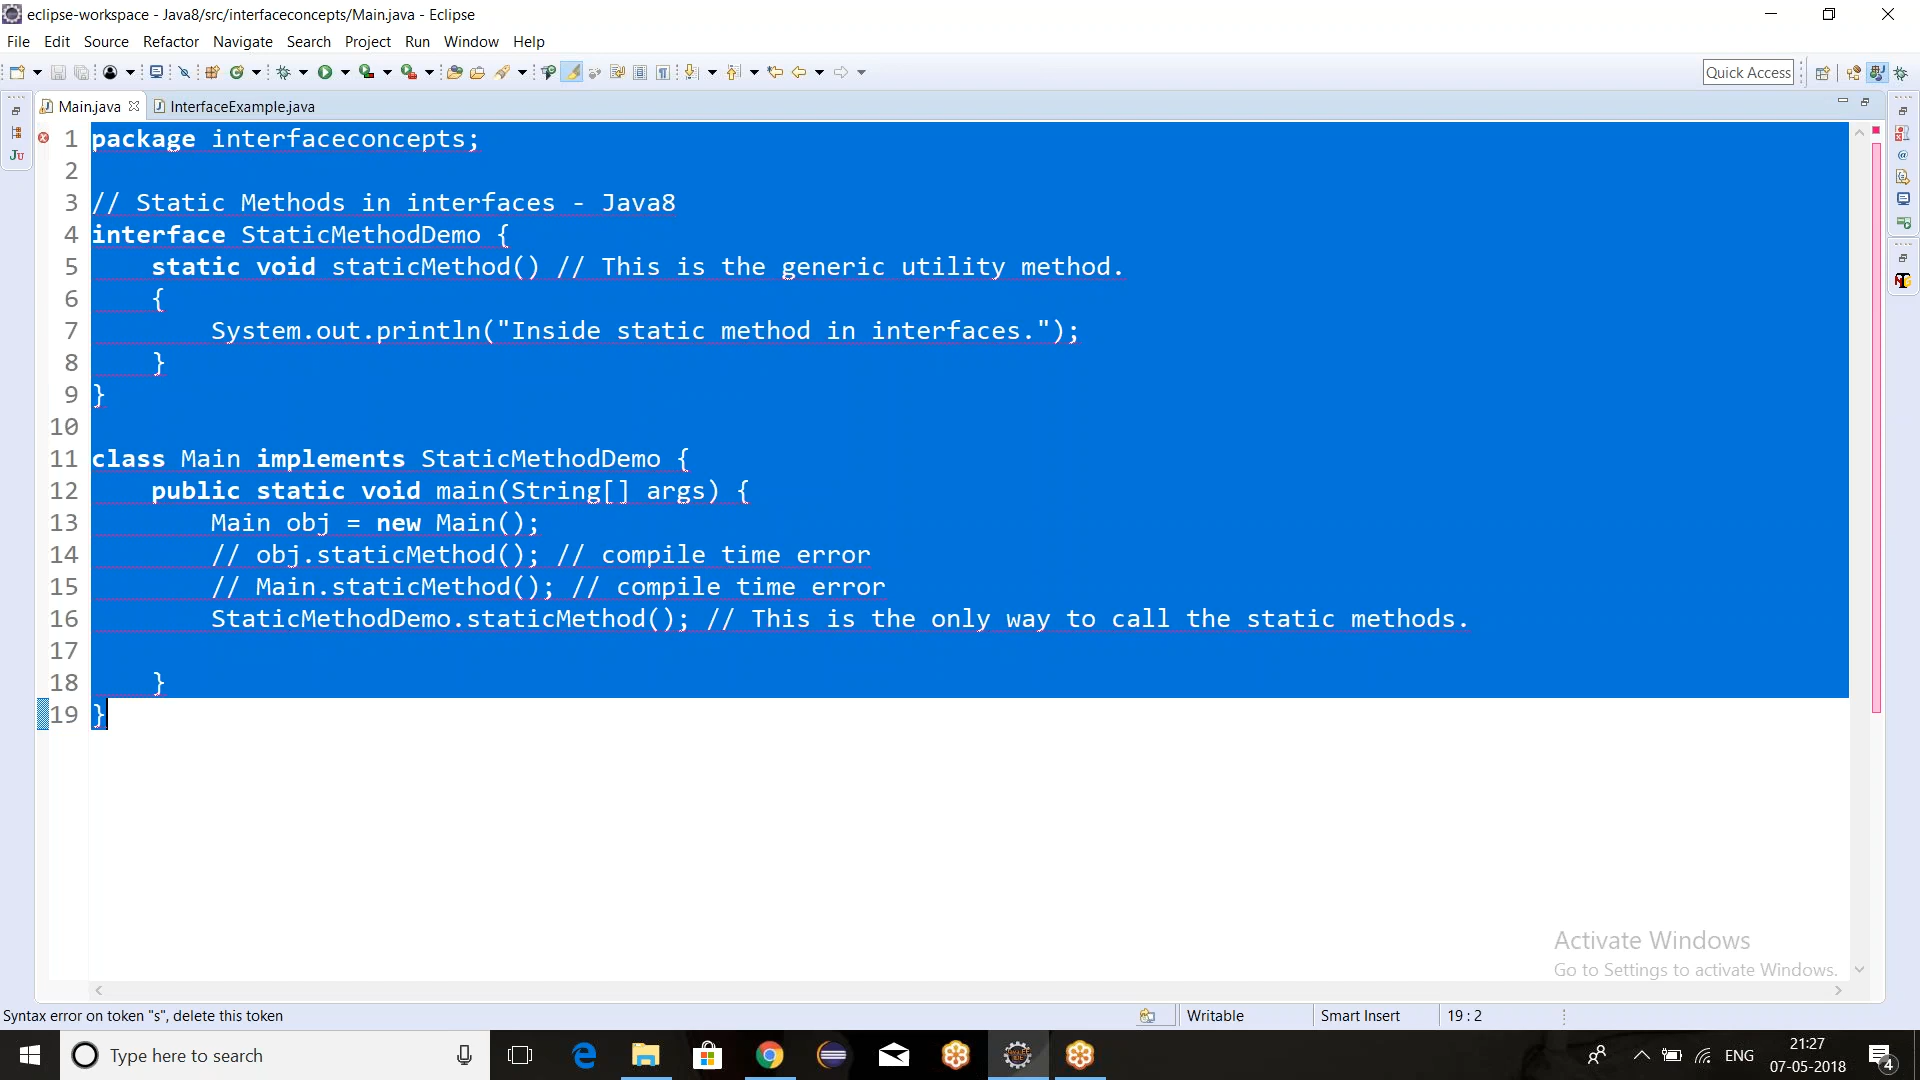 eclipse-workspace - Java8/src/interfaceconcepts/Main.java - Eclipse
File Edit Source Refactor Navigate Search Project Run Window Help
Quick Access
Main.java InterfaceExample.java
1 package interfaceconcepts;
2
3 // Static Methods in interfaces - Java8
4 interface StaticMethodDemo {
5 static void staticMethod() // This is the generic utility method.
6 {
7 System.out.println("Inside static method in interfaces.");
8 }
9 }
10
11 class Main implements StaticMethodDemo {
12 public static void main(String[] args) {
13 Main obj = new Main();
14 // obj.staticMethod(); // compile time error
15 // Main.staticMethod(); // compile time error
16 StaticMethodDemo.staticMethod(); // This is the only way to call the static methods.
17
18 }
19 }
Activate Windows
Go to Settings to activate Windows.
Syntax error on token "s", delete this token Writable Smart Insert 19 : 2
Type here to search ENG 21:27
07-05-2018 4